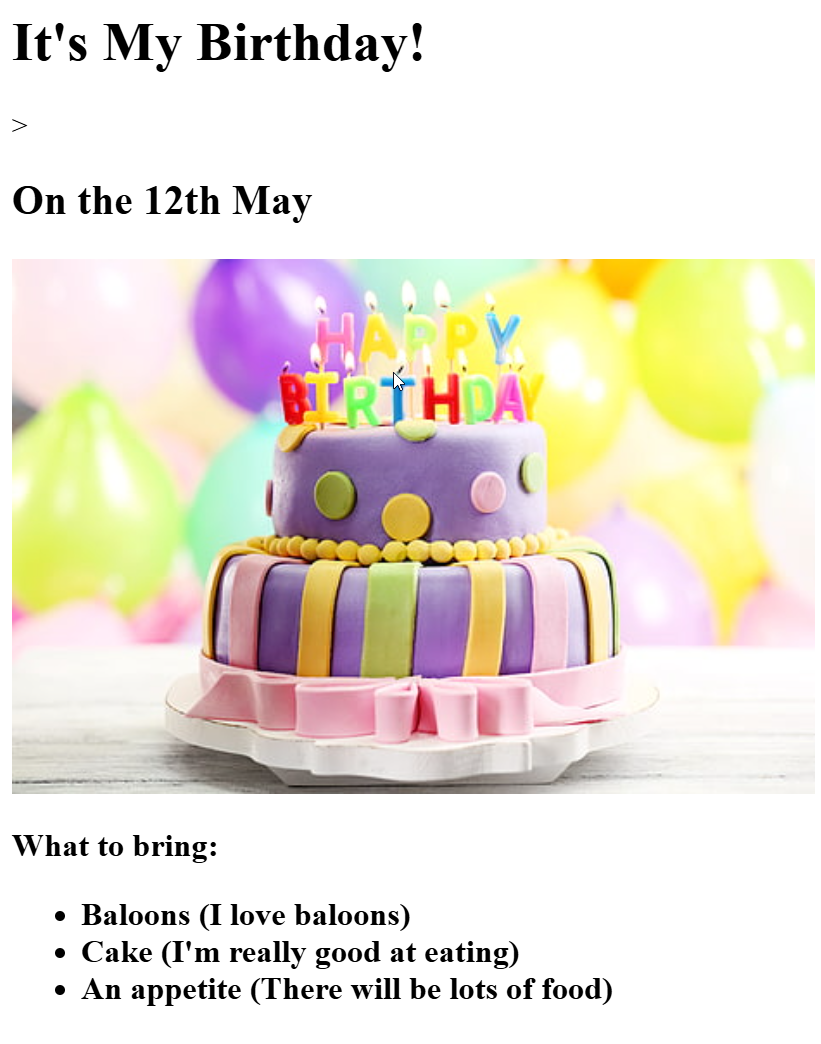 It's My Birthday!
>
On the 12th May
HAPPY
BIRTHDAY
What to bring:
• Baloons (I love baloons)
• Cake (I'm really good at eating)
• An appetite (There will be lots of food)